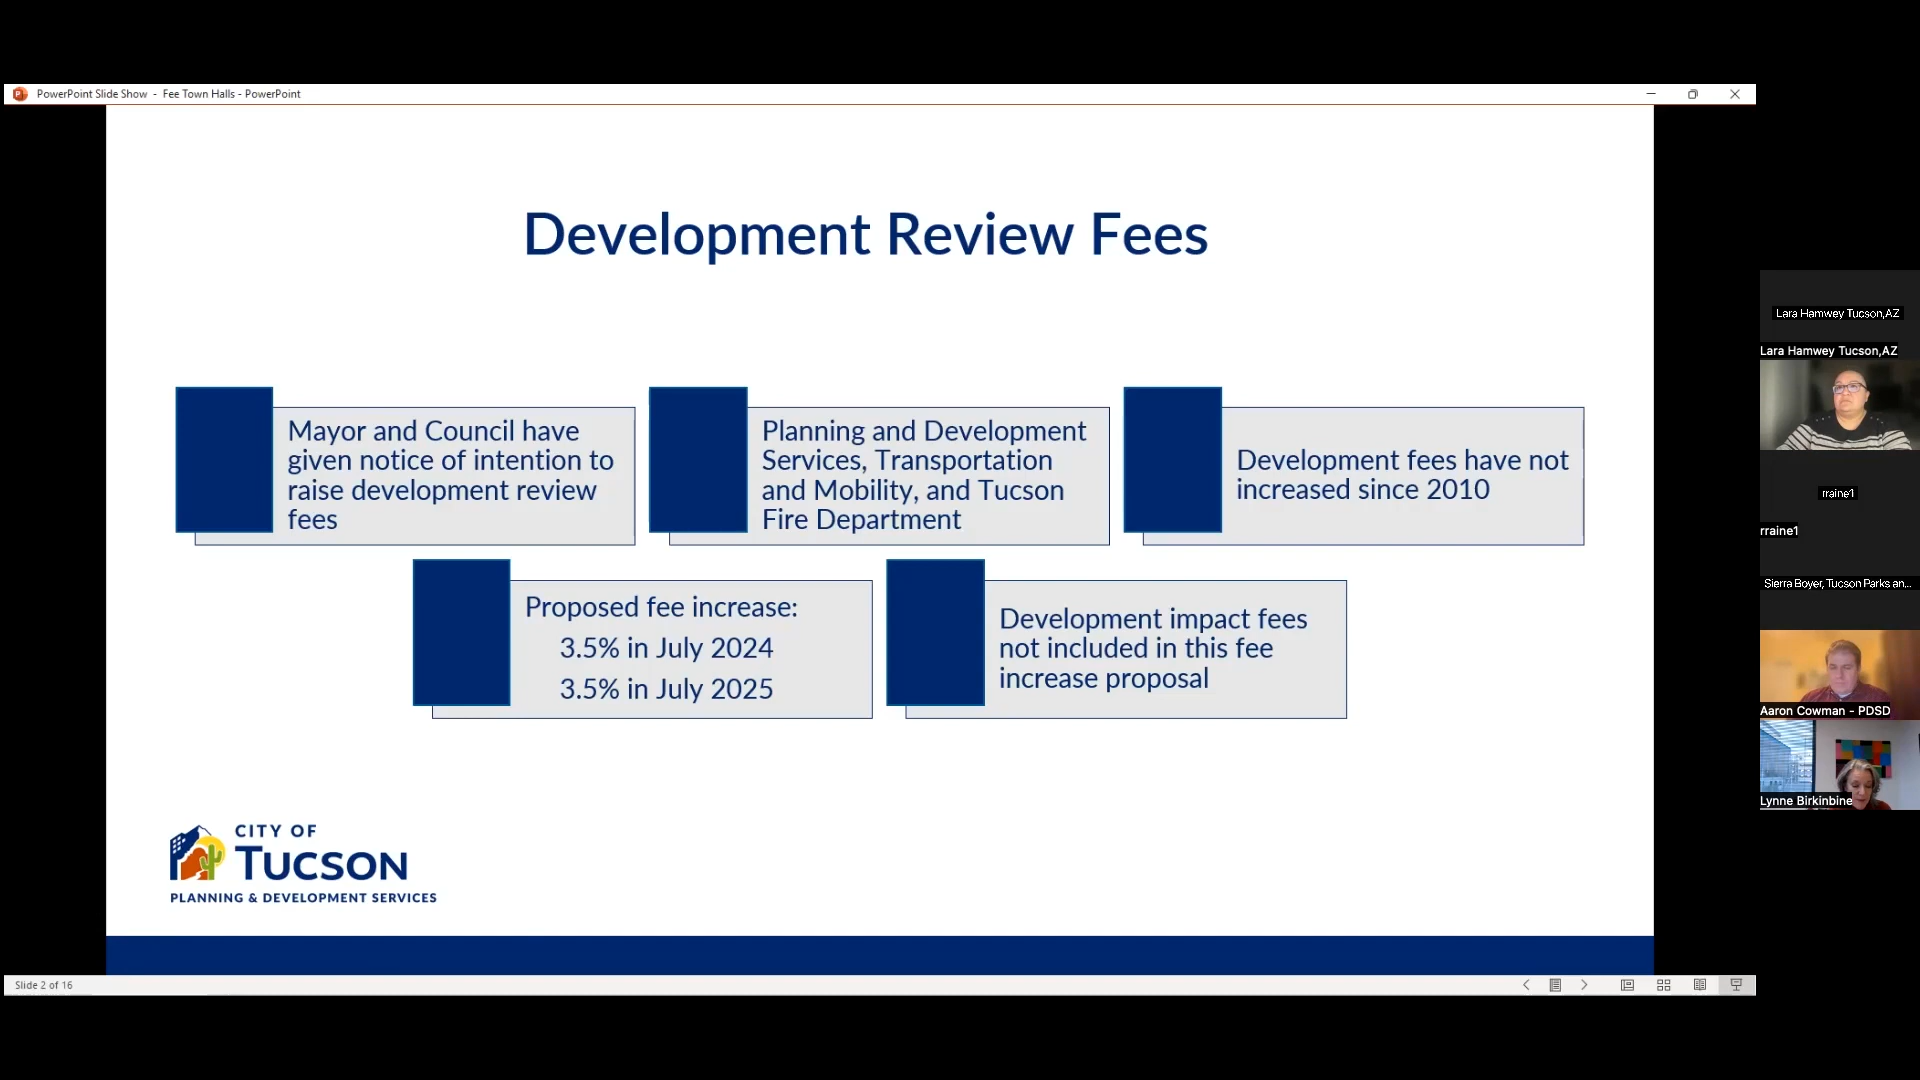 PowerPoint Slide Show - Fee Town Halls - PowerPoint
Development Review Fees
Mayor and Council have
given notice of intention to
raise development review
fees
Planning and Development
Services, Transportation
and Mobility, and Tucson
Fire Department
Development fees have not
increased since 2010
Proposed fee increase:
3.5% in July 2024
3.5% in July 2025
Development impact fees
not included in this fee
increase proposal
CITY OF
TUCSON
PLANNING & DEVELOPMENT SERVICES
Slide 2 of 16
Lara Hamwey Tucson,AZ
Lara Hamwey Tucson,AZ
rraine1
rraine1
Sierra Boyer, Tucson Parks an...
Aaron Cowman - PDSD
Lynne Birkinbine